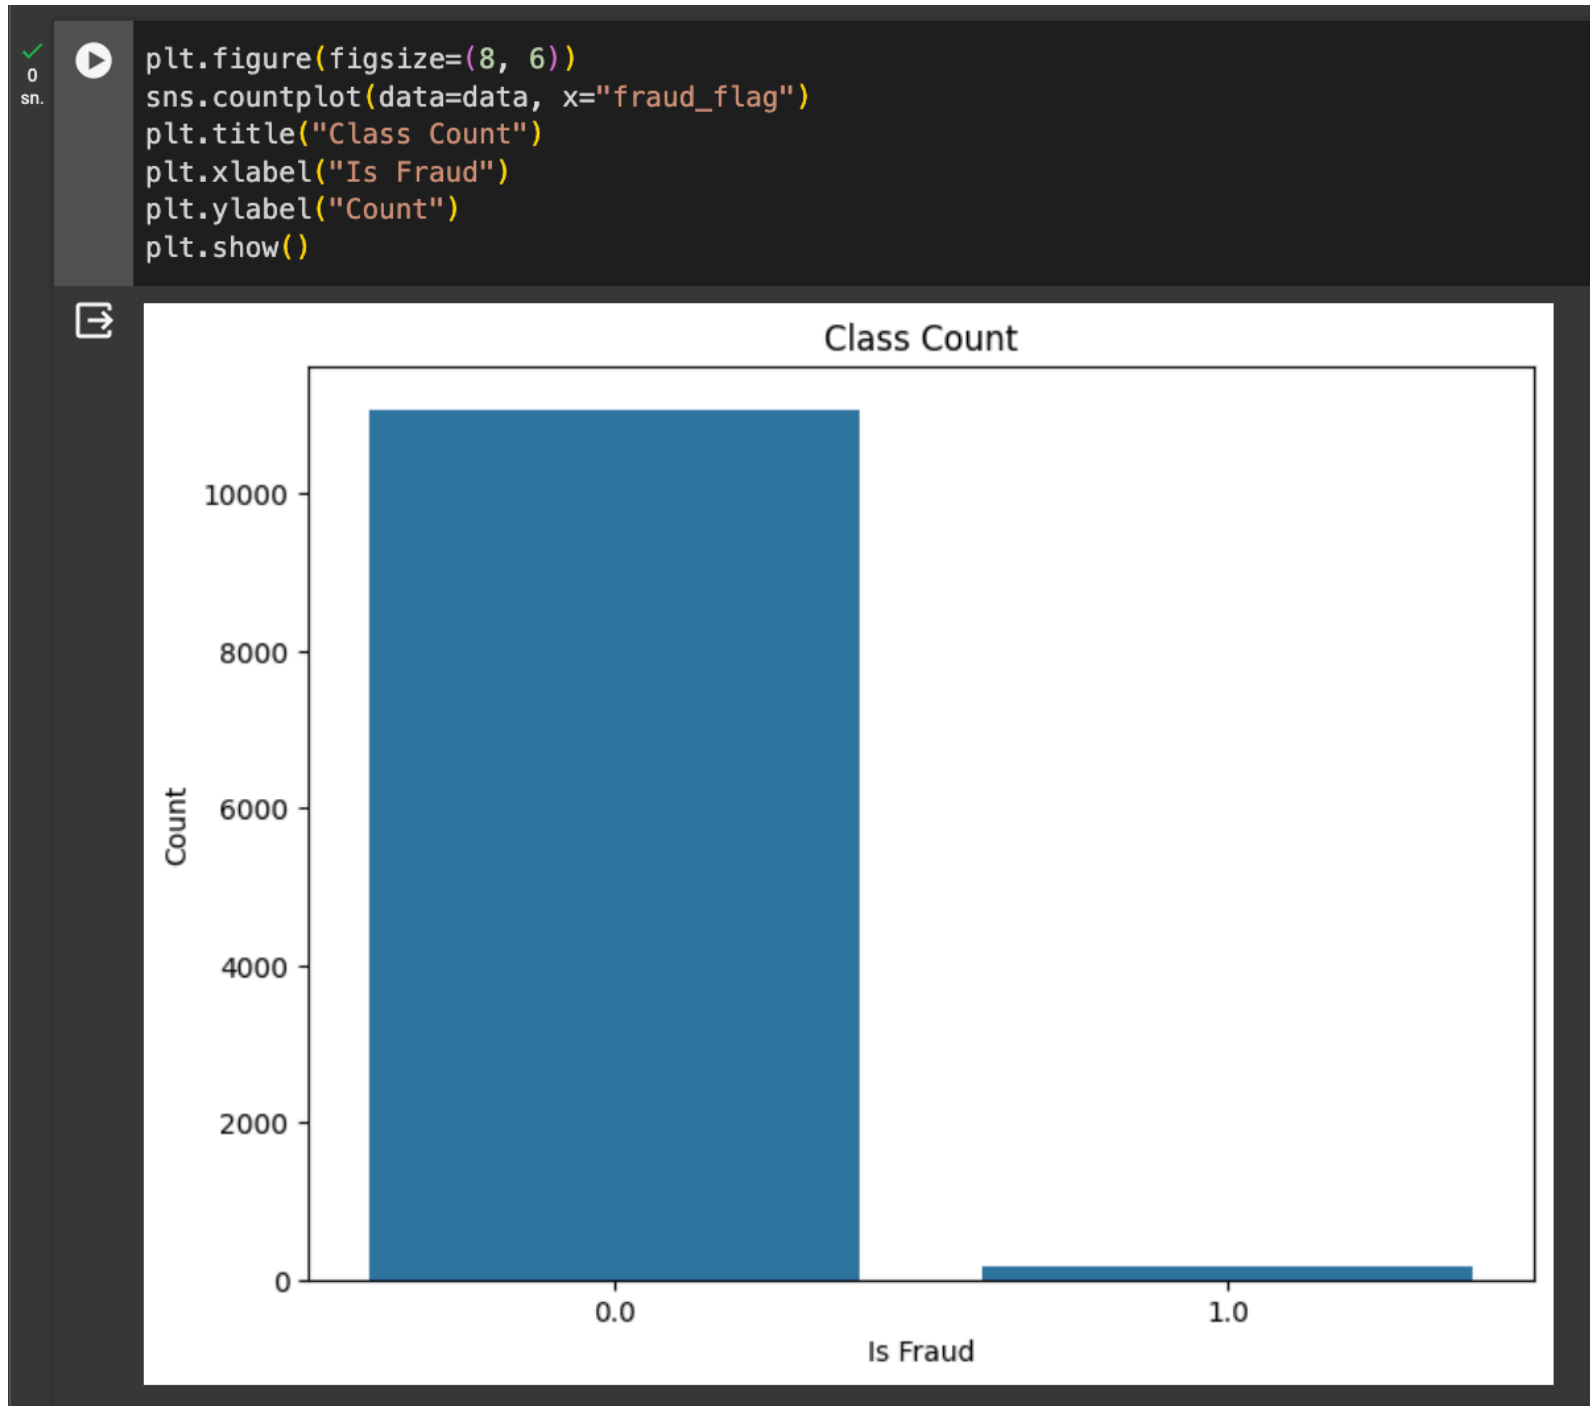 0
sn.
plt.figure(figsize=(8, 6))
sns.countplot(data=data, x="fraud_flag")
plt.title("Class Count")
plt.xlabel("Is Fraud")
plt.ylabel("Count")
plt.show()
Class Count
10000
8000
6000
4000
2000
0
Count
0.0 1.0
Is Fraud